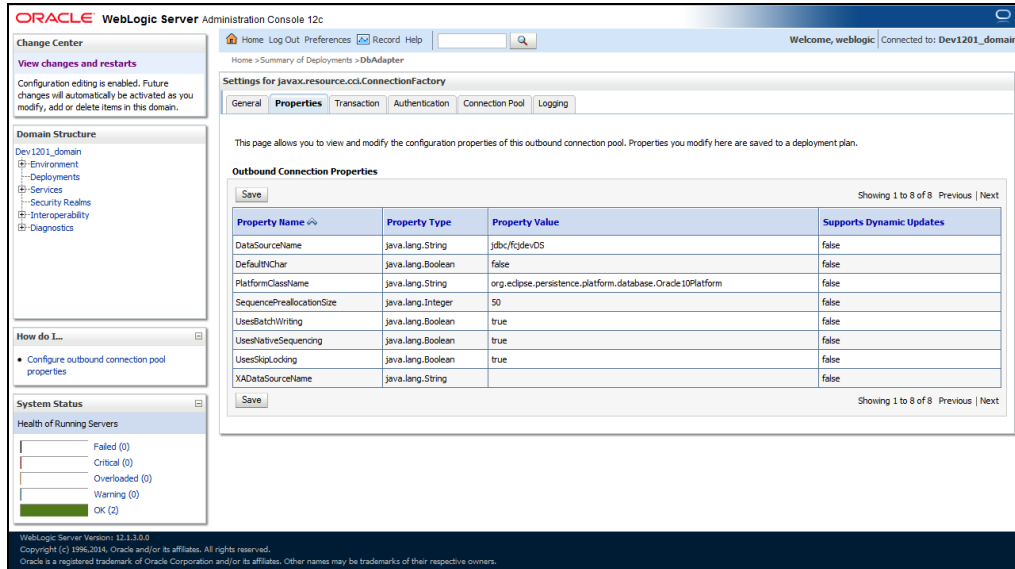 ORACLE WebLogic Server Administration Console 12c
Change Center
View changes and restarts
Configuration editing is enabled. Future
changes will automatically be activated as you
modify, add or delete items in this domain.
Domain Structure
Dev1201_domain
Environment
Deployments
Services
Security Realms
Interoperability
Diagnostics
How do I...
Configure outbound connection pool
properties
System Status
Health of Running Servers
Failed (0)
Critical (0)
Overloaded (0)
Warning (0)
OK (2)
Home Log Out Preferences Record Help
Welcome, weblogic Connected to: Dev1201_domain
Home >Summary of Deployments >DbAdapter
Settings for javax.resource.cci.ConnectionFactory
General Properties Transaction Authentication Connection Pool Logging
This page allows you to view and modify the configuration properties of this outbound connection pool. Properties you modify here are saved to a deployment plan.
Outbound Connection Properties
Save Showing 1 to 8 of 8 Previous | Next
Property Name Property Type Property Value Supports Dynamic Updates
DataSourceName java.lang.String jdbc/fcjdevDS false
DefaultNChar java.lang.Boolean false false
PlatformClassName java.lang.String org.eclipse.persistence.platform.database.Oracle10Platform false
SequencePreallocationSize java.lang.Integer 50 false
UsesBatchWriting java.lang.Boolean true false
UsesNativeSequencing java.lang.Boolean true false
UsesSkipLocking java.lang.Boolean true false
XADataSourceName java.lang.String false
Save Showing 1 to 8 of 8 Previous | Next
WebLogic Server Version: 12.1.3.0.0
Copyright (c) 1996,2014, Oracle and/or its affiliates. All rights reserved.
Oracle is a registered trademark of Oracle Corporation and/or its affiliates. Other names may be trademarks of their respective owners.